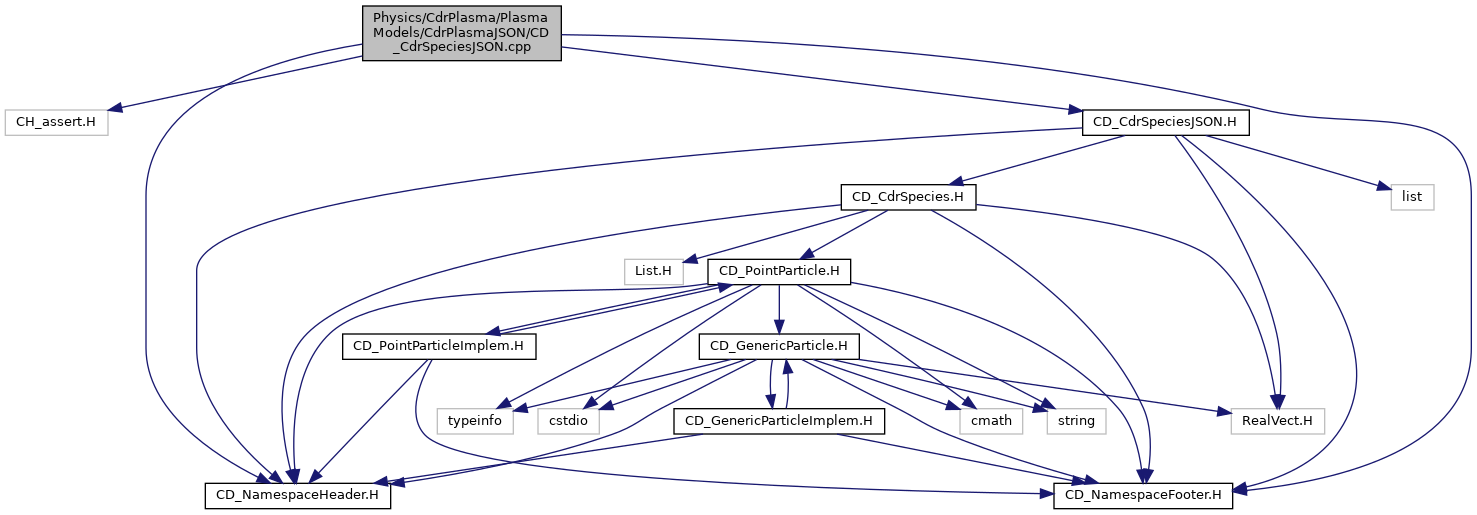 Physics/CdrPlasma/Plasma
Models/CdrPlasmaJSON/CD
_CdrSpeciesJSON.cpp
CH_assert.H
CD_CdrSpeciesJSON.H
CD_CdrSpecies.H
list
List.H
CD_PointParticle.H
CD_PointParticleImplem.H
CD_GenericParticle.H
typeinfo
cstdio
CD_GenericParticleImplem.H
cmath
string
RealVect.H
CD_NamespaceHeader.H
CD_NamespaceFooter.H